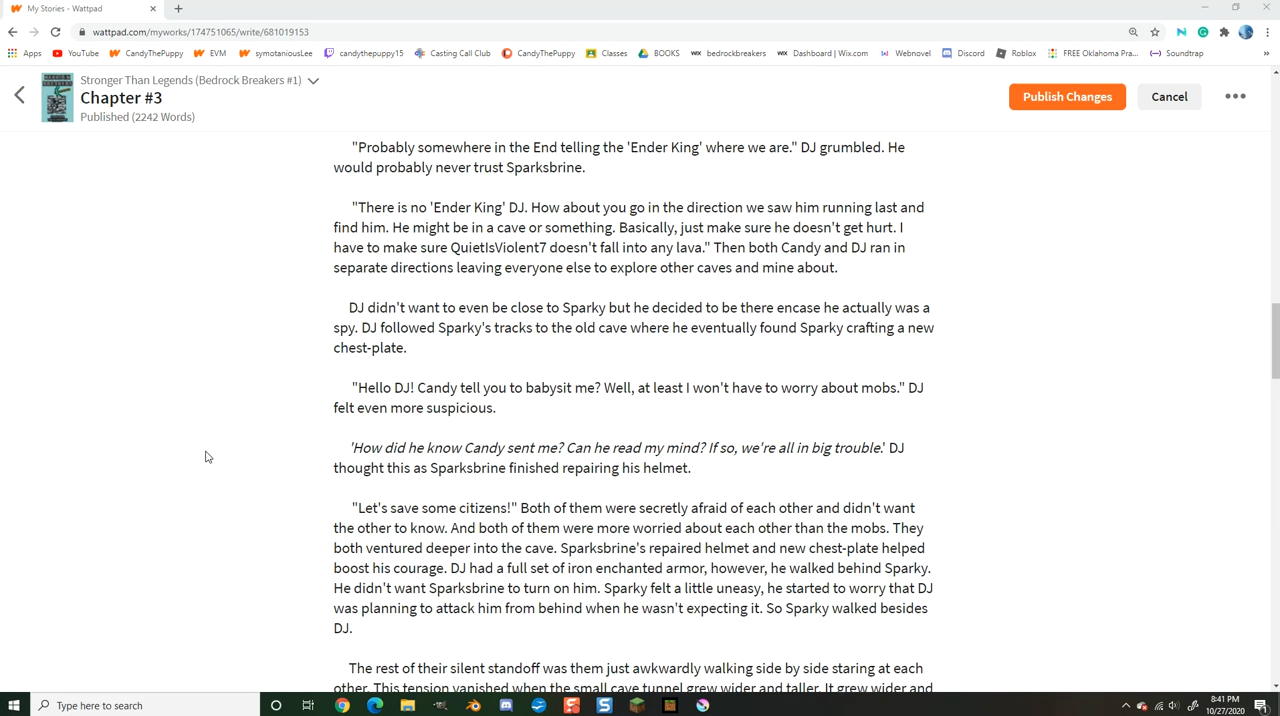 My Stories - Wattpad
wattpad.com/myworks/174751065/write/681019153
Apps YouTube CandyThePuppy EVM symotaniousLee candythepuppy15 Casting Call Club CandyThePuppy Classes BOOKS bedrockbreakers Dashboard | Wix.com Webnovel Discord Roblox FREE Oklahoma Pra... Soundtrap »
Stronger Than Legends (Bedrock Breakers #1)
Chapter #3
Published (2242 Words)
Publish Changes Cancel
"Probably somewhere in the End telling the 'Ender King' where we are." DJ grumbled. He
would probably never trust Sparksbrine.
"There is no 'Ender King' DJ. How about you go in the direction we saw him running last and
find him. He might be in a cave or something. Basically, just make sure he doesn't get hurt. I
have to make sure QuietIsViolent7 doesn't fall into any lava." Then both Candy and DJ ran in
separate directions leaving everyone else to explore other caves and mine about.
DJ didn't want to even be close to Sparky but he decided to be there encase he actually was a
spy. DJ followed Sparky's tracks to the old cave where he eventually found Sparky crafting a new
chest-plate.
"Hello DJ! Candy tell you to babysit me? Well, at least I won't have to worry about mobs." DJ
felt even more suspicious.
'How did he know Candy sent me? Can he read my mind? If so, we're all in big trouble.' DJ
thought this as Sparksbrine finished repairing his helmet.
"Let's save some citizens!" Both of them were secretly afraid of each other and didn't want
the other to know. And both of them were more worried about each other than the mobs. They
both ventured deeper into the cave. Sparksbrine's repaired helmet and new chest-plate helped
boost his courage. DJ had a full set of iron enchanted armor, however, he walked behind Sparky.
He didn't want Sparksbrine to turn on him. Sparky felt a little uneasy, he started to worry that DJ
was planning to attack him from behind when he wasn't expecting it. So Sparky walked besides
DJ.
The rest of their silent standoff was them just awkwardly walking side by side staring at each
other. This tension vanished when the small cave tunnel grew wider and taller. It grew wider and
Type here to search
8:41 PM
10/27/2020